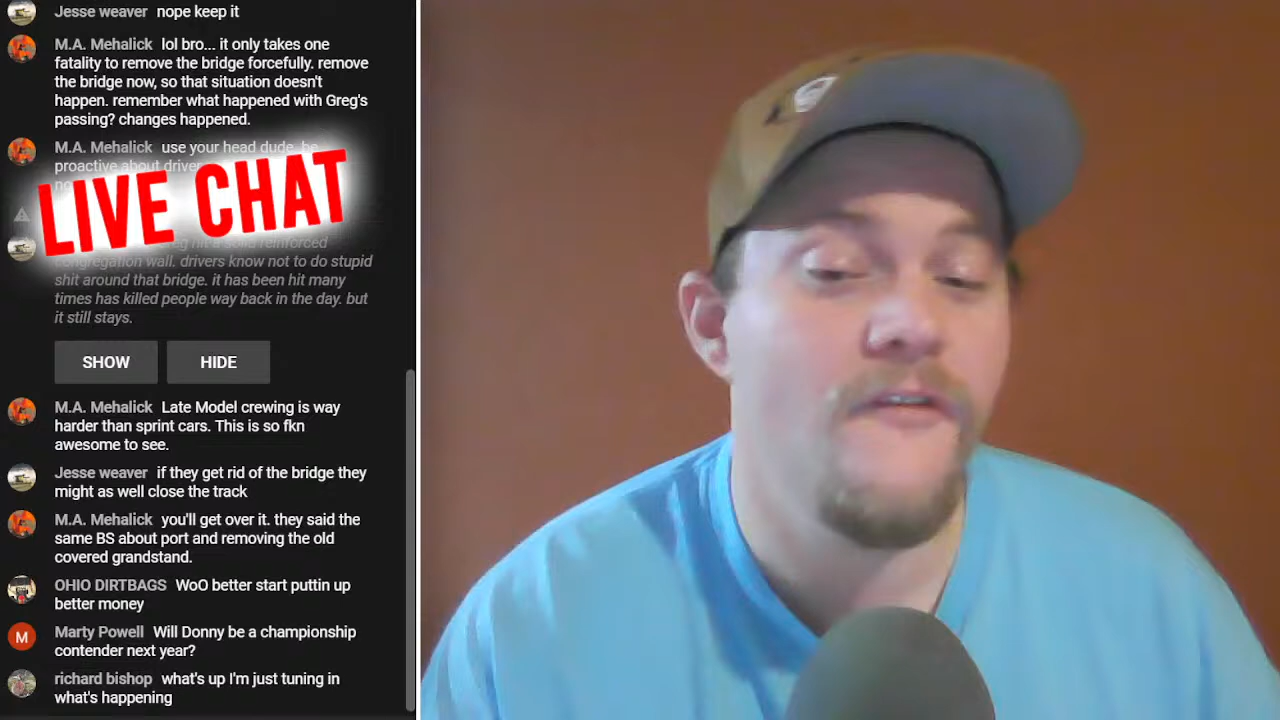 Jesse weaver nope keep it
M.A. Mehalick lol bro... it only takes one
fatality to remove the bridge forcefully. remove
the bridge now, so that situation doesn't
happen. remember what happened with Greg's
passing? changes happened.
M.A. Mehalick use your head dude, be
proactive about driver
LIVE CHAT
reg hit a solid reinforced
congregation wall. drivers know not to do stupid
shit around that bridge. it has been hit many
times has killed people way back in the day. but
it still stays.
SHOW HIDE
M.A. Mehalick Late Model crewing is way
harder than sprint cars. This is so fkn
awesome to see.
Jesse weaver if they get rid of the bridge they
might as well close the track
M.A. Mehalick you'll get over it. they said the
same BS about port and removing the old
covered grandstand.
OHIO DIRTBAGS WoO better start puttin up
better money
M Marty Powell Will Donny be a championship
contender next year?
richard bishop what's up I'm just tuning in
what's happening